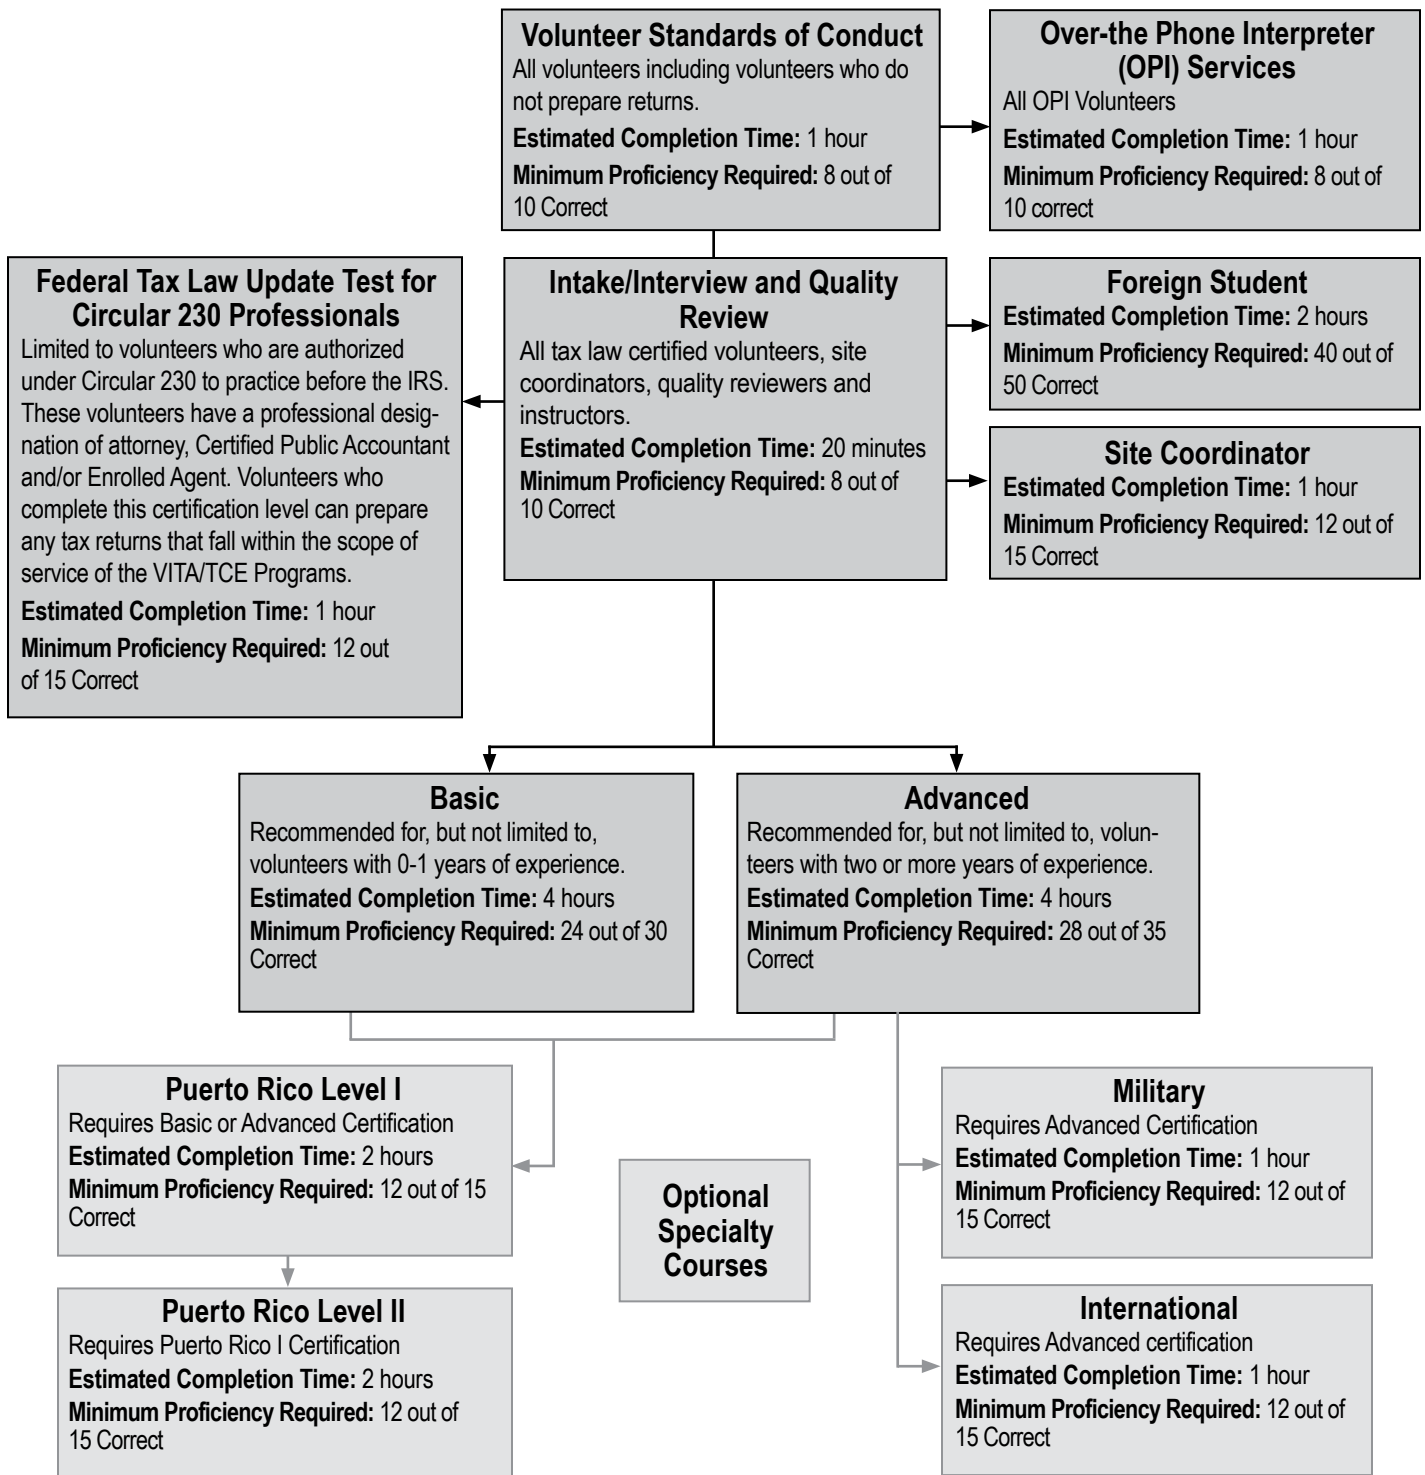 Volunteer Standards of Conduct
All volunteers including volunteers who do
not prepare returns.
Estimated Completion Time: 1 hour
Minimum Proficiency Required: 8 out of
10 Correct
Over-the Phone Interpreter
(OPI) Services
All OPI Volunteers
Estimated Completion Time: 1 hour
Minimum Proficiency Required: 8 out of
10 correct
Federal Tax Law Update Test for
Circular 230 Professionals
Limited to volunteers who are authorized
under Circular 230 to practice before the IRS.
These volunteers have a professional desig-
nation of attorney, Certified Public Accountant
and/or Enrolled Agent. Volunteers who
complete this certification level can prepare
any tax returns that fall within the scope of
service of the VITA/TCE Programs.
Estimated Completion Time: 1 hour
Minimum Proficiency Required: 12 out
of 15 Correct
Intake/Interview and Quality
Review
All tax law certified volunteers, site
coordinators, quality reviewers and
instructors.
Estimated Completion Time: 20 minutes
Minimum Proficiency Required: 8 out of
10 Correct
Foreign Student
Estimated Completion Time: 2 hours
Minimum Proficiency Required: 40 out of
50 Correct
Site Coordinator
Estimated Completion Time: 1 hour
Minimum Proficiency Required: 12 out of
15 Correct
Basic
Recommended for, but not limited to,
volunteers with 0-1 years of experience.
Estimated Completion Time: 4 hours
Minimum Proficiency Required: 24 out of 30
Correct
Advanced
Recommended for, but not limited to, volun-
teers with two or more years of experience.
Estimated Completion Time: 4 hours
Minimum Proficiency Required: 28 out of 35
Correct
Puerto Rico Level I
Requires Basic or Advanced Certification
Estimated Completion Time: 2 hours
Minimum Proficiency Required: 12 out of 15
Correct
Optional
Specialty
Courses
Military
Requires Advanced Certification
Estimated Completion Time: 1 hour
Minimum Proficiency Required: 12 out of
15 Correct
Puerto Rico Level II
Requires Puerto Rico I Certification
Estimated Completion Time: 2 hours
Minimum Proficiency Required: 12 out of
15 Correct
International
Requires Advanced certification
Estimated Completion Time: 1 hour
Minimum Proficiency Required: 12 out of
15 Correct